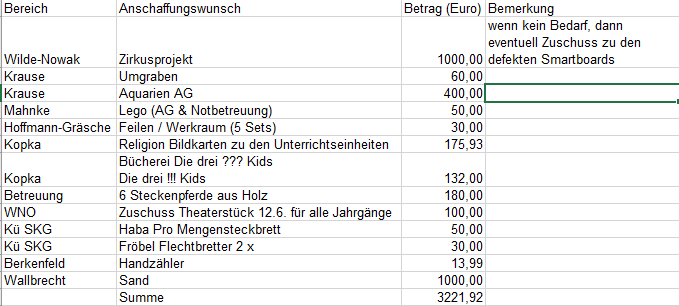 Bereich Anschaffungswunsch Betrag (Euro) Bemerkung
wenn kein Bedarf, dann
eventuell Zuschuss zu den
Wilde-Nowak Zirkusprojekt 1000,00 defekten Smartboards
Krause Umgraben 60,00
Krause Aquarien AG 400,00
Mahnke Lego (AG & Notbetreuung) 50,00
Hoffmann-Gräsche Feilen / Werkraum (5 Sets) 30,00
Kopka Religion Bildkarten zu den Unterrichtseinheiten 175,93
Bücherei Die drei ??? Kids
Kopka Die drei !!! Kids 132,00
Betreuung 6 Steckenpferde aus Holz 180,00
WNO Zuschuss Theaterstück 12.6. für alle Jahrgänge 100,00
Kü SKG Haba Pro Mengensteckbrett 50,00
Kü SKG Fröbel Flechtbretter 2 x 30,00
Berkenfeld Handzähler 13,99
Wallbrecht Sand 1000,00
Summe 3221,92